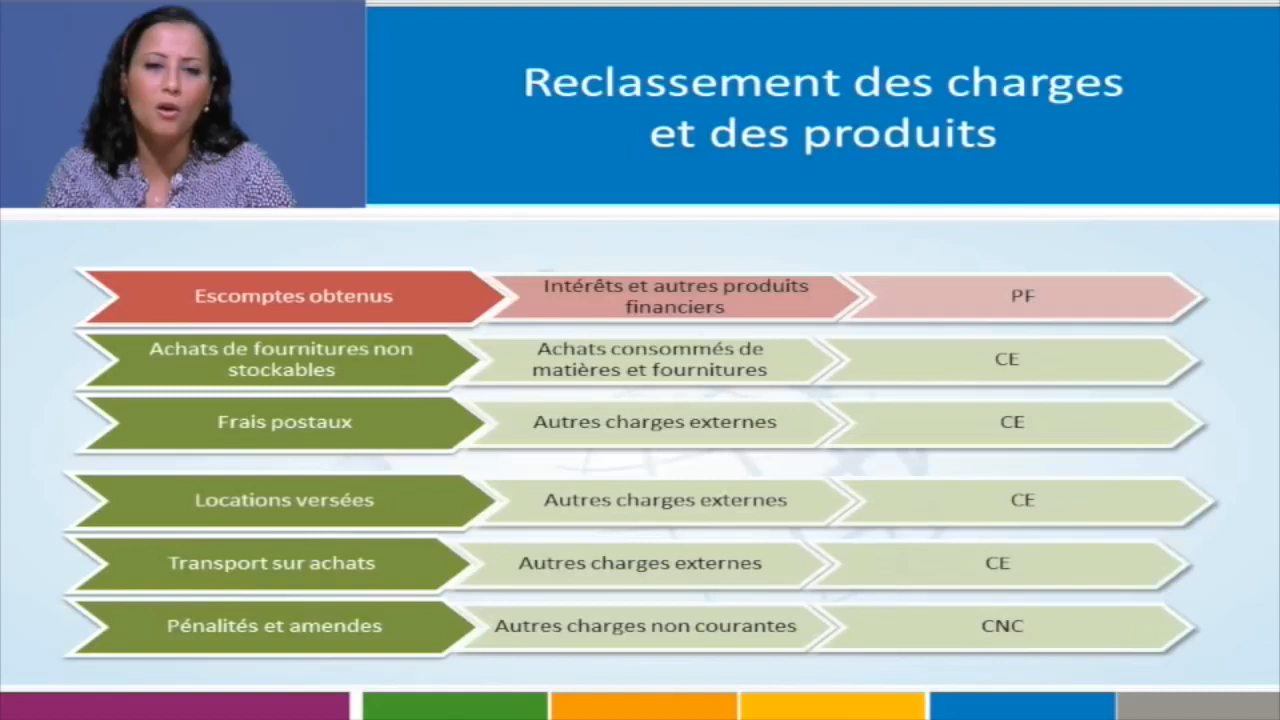 Reclassement des charges
et des produits
Escomptes obtenus
Intérêts et autres produits
financiers
PF
Achats de fournitures non
stockables
Achats consommés de
matières et fournitures
CE
Frais postaux
Autres charges externes
CE
Locations versées
Autres charges externes
CE
Transport sur achats
Autres charges externes
CE
Pénalités et amendes
Autres charges non courantes
CNC